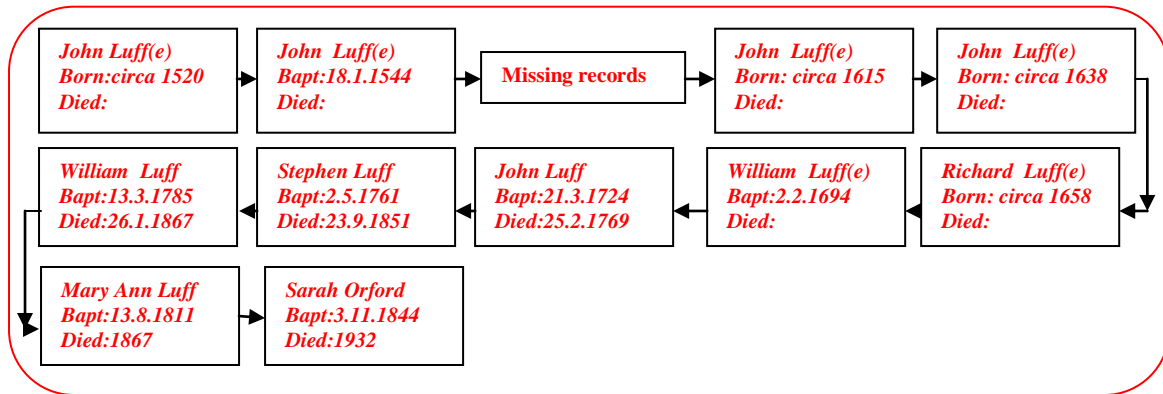 John Luff(e)
Born:circa 1520
Died:
John Luff(e)
Bapt:18.1.1544
Died:
Missing records
John Luff(e)
Born: circa 1615
Died:
John Luff(e)
Born: circa 1638
Died:
William Luff
Bapt:13.3.1785
Died:26.1.1867
Stephen Luff
Bapt:2.5.1761
Died:23.9.1851
John Luff
Bapt:21.3.1724
Died:25.2.1769
William Luff(e)
Bapt:2.2.1694
Died:
Richard Luff(e)
Born: circa 1658
Died:
Mary Ann Luff
Bapt:13.8.1811
Died:1867
Sarah Orford
Bapt:3.11.1844
Died:1932